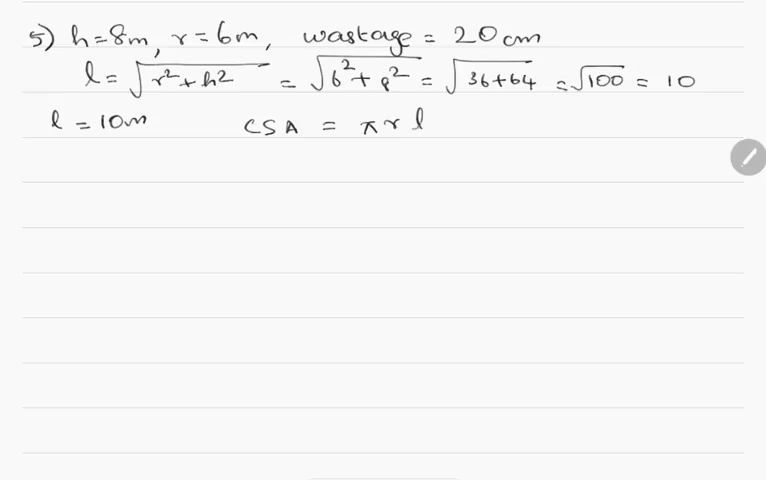 5) h=8m, r=6m, wastage = 20cm
l = √r²+h² = √6²+8² = √36+64 = √100 = 10
l = 10m CSA = πrl